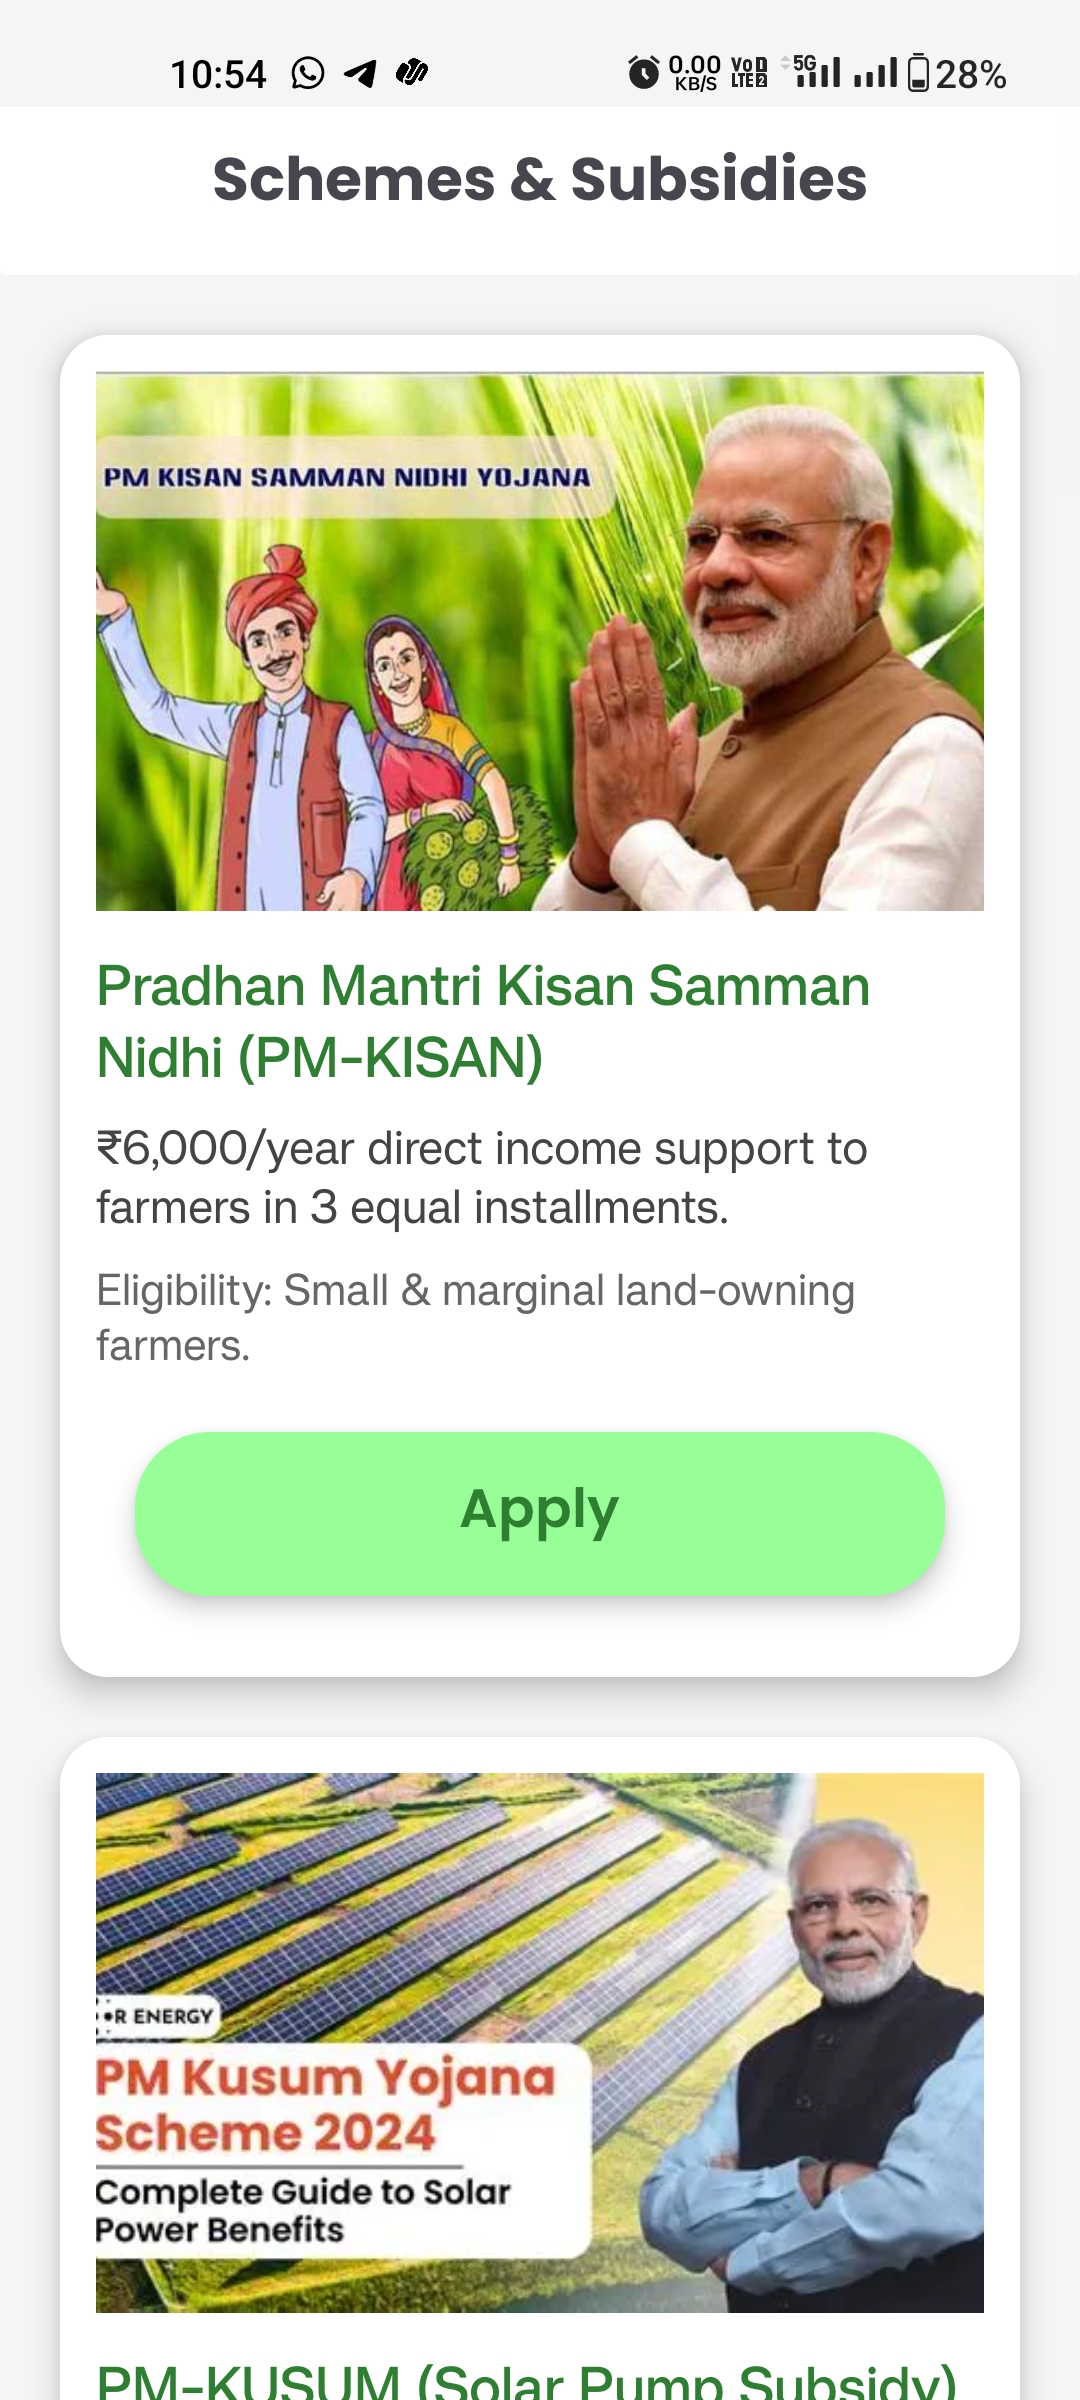 10:54
0.00
KB/S
Vo
LTE 2
5G
28%
Schemes & Subsidies
PM KISAN SAMMAN NIDHI YOJANA
Pradhan Mantri Kisan Samman
Nidhi (PM-KISAN)
₹6,000/year direct income support to
farmers in 3 equal installments.
Eligibility: Small & marginal land-owning
farmers.
Apply
R ENERGY
PM Kusum Yojana
Scheme 2024
Complete Guide to Solar
Power Benefits
PM-KUSUM (Solar Pump Subsidy)